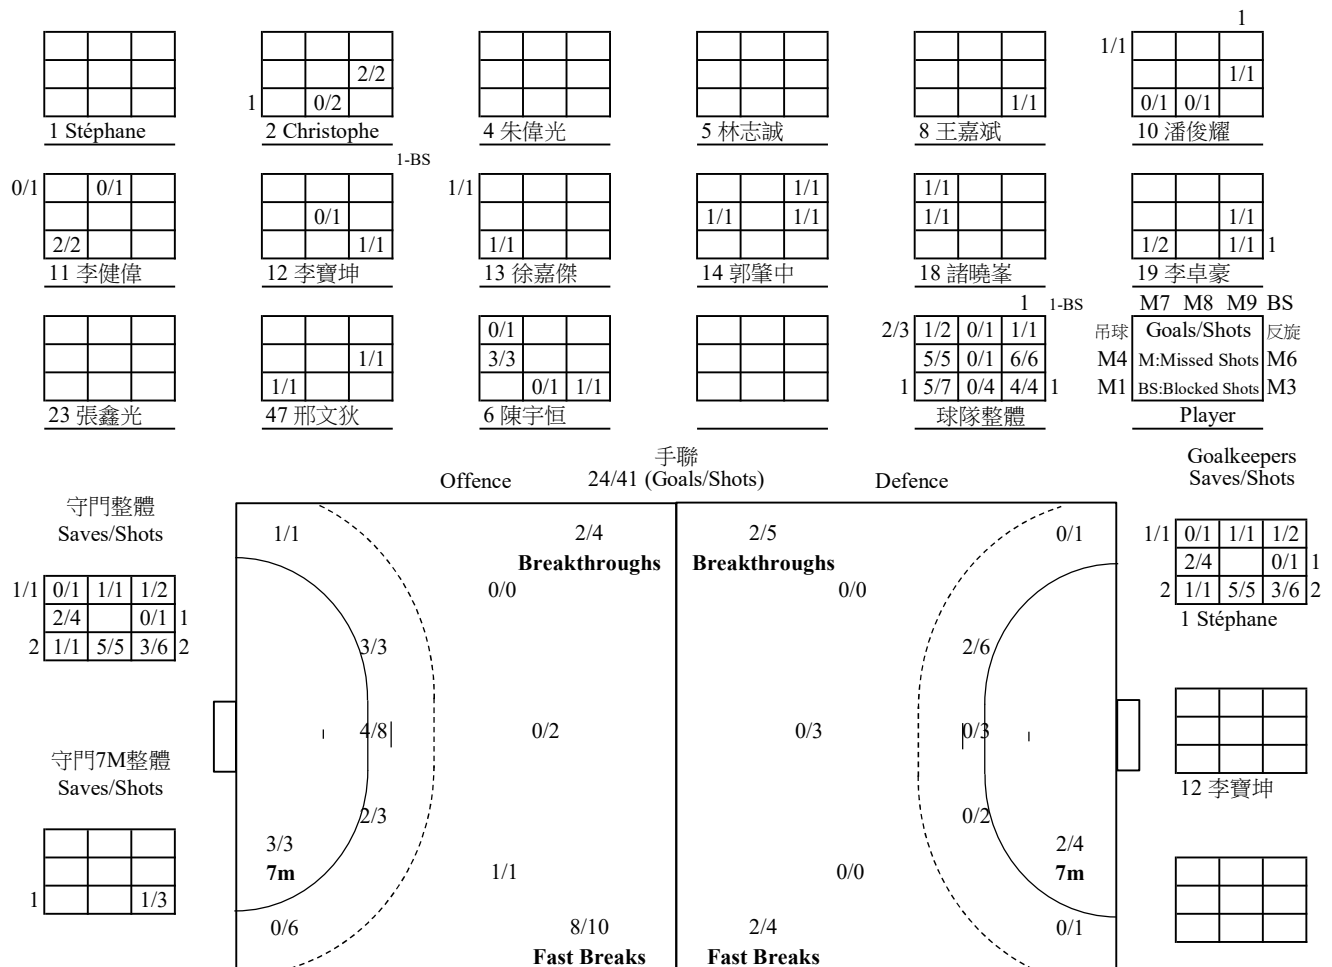 1
1/1
2/2
1/1
1 0/2
1/1
0/1 0/1
1 Stéphane
2 Christophe
4 朱偉光
5 林志誠
8 王嘉斌
10 潘俊耀
1-BS
0/1 0/1
1/1
1/1
1/1
0/1
1/1 1/1
1/1
1/1
2/2
1/1
1/1
1/2 1/1 1
11 李健偉
12 李寶坤
13 徐嘉傑
14 郭肇中
18 諸曉峯
19 李卓豪
1 1-BS
M7 M8 M9 BS
0/1
2/3 1/2 0/1 1/1
吊球 Goals/Shots 反旋
1/1
3/3
5/5 0/1 6/6
M4 M:Missed Shots M6
1/1
0/1 1/1
1 5/7 0/4 4/4 1
M1 BS:Blocked Shots M3
23 張鑫光
47 邢文狄
6 陳宇恒
球隊整體
Player
手聯
Offence 24/41 (Goals/Shots) Defence
Goalkeepers
Saves/Shots
守門整體
Saves/Shots
1/1 2/4 2/5 0/1
Breakthroughs Breakthroughs
1/1 0/1 1/1 1/2
2/4 0/1 1
2 1/1 5/5 3/6 2
1 Stéphane
1/1 0/1 1/1 1/2
2/4 0/1 1
2 1/1 5/5 3/6 2
0/0 0/0
3/3 2/6
4/8 0/2 0/3 0/3
守門7M整體
Saves/Shots
12 李寶坤
2/3 0/2
3/3 2/4
7m 7m
1/1 0/0
1 1/3
0/6 8/10 2/4 0/1
Fast Breaks Fast Breaks